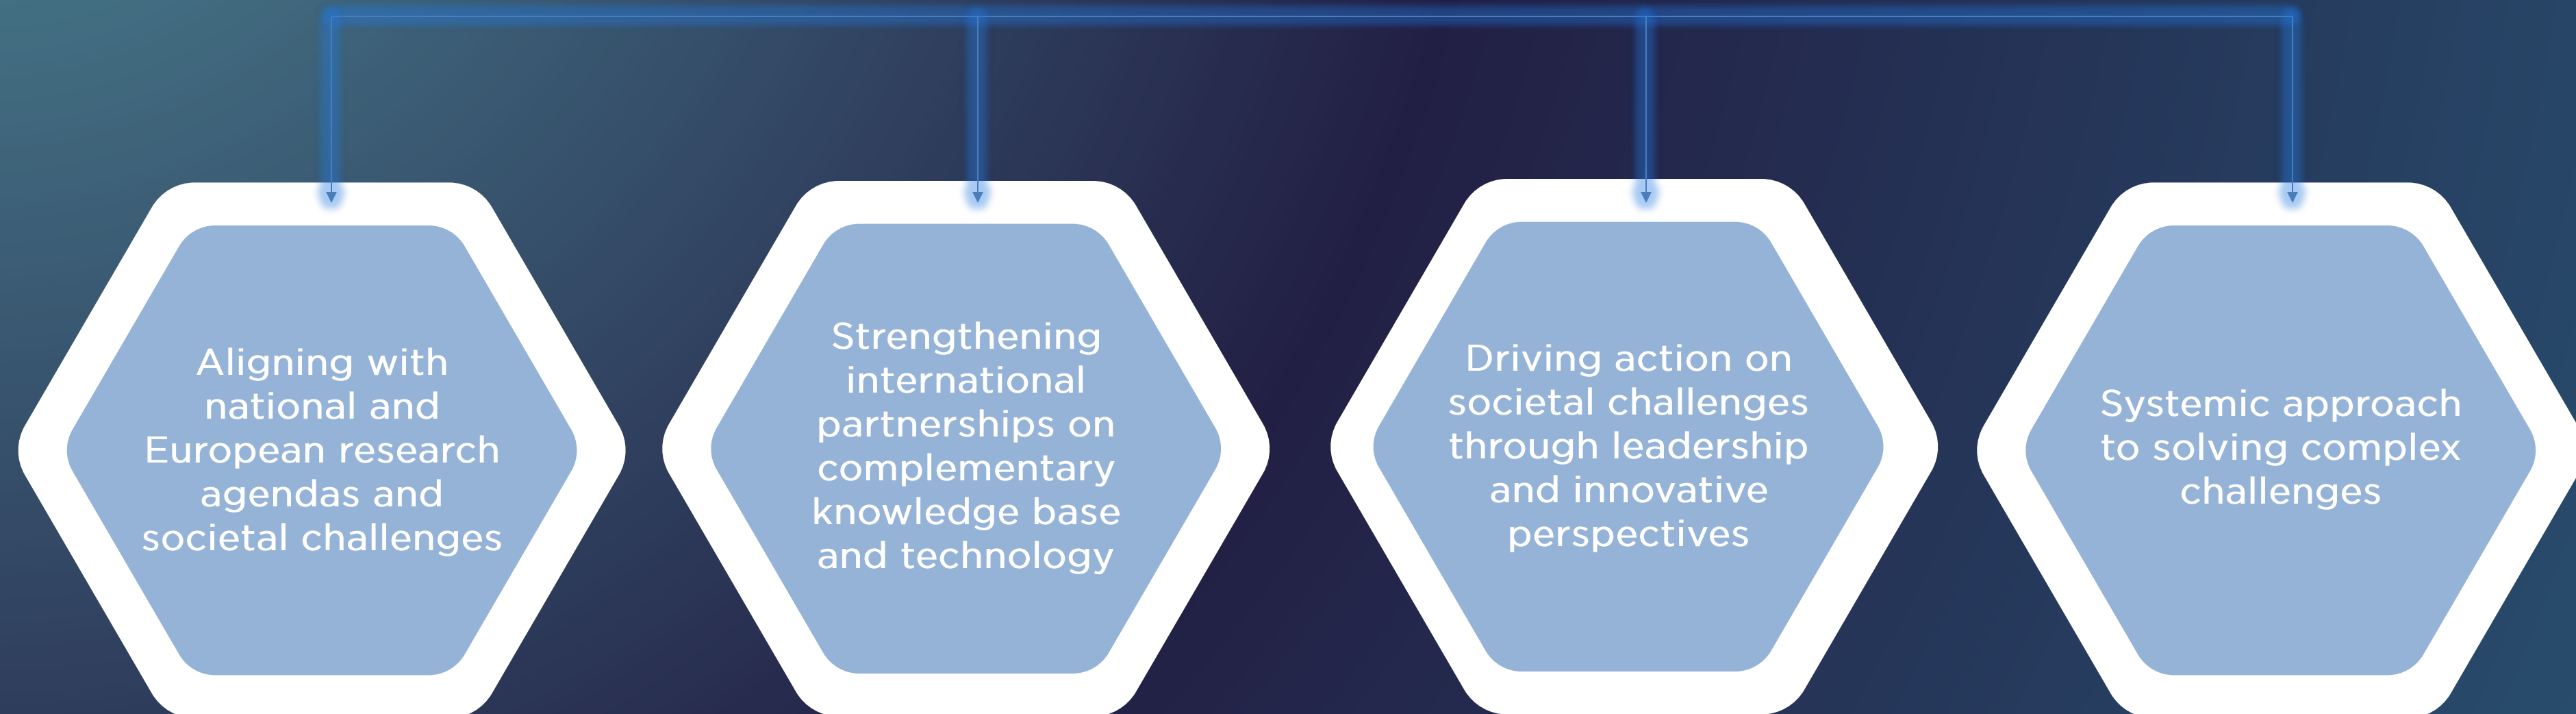 Aligning with
national and
European research
agendas and
societal challenges
Strengthening
international
partnerships on
complementary
knowledge base
and technology
Driving action on
societal challenges
through leadership
and innovative
perspectives
Systemic approach
to solving complex
challenges